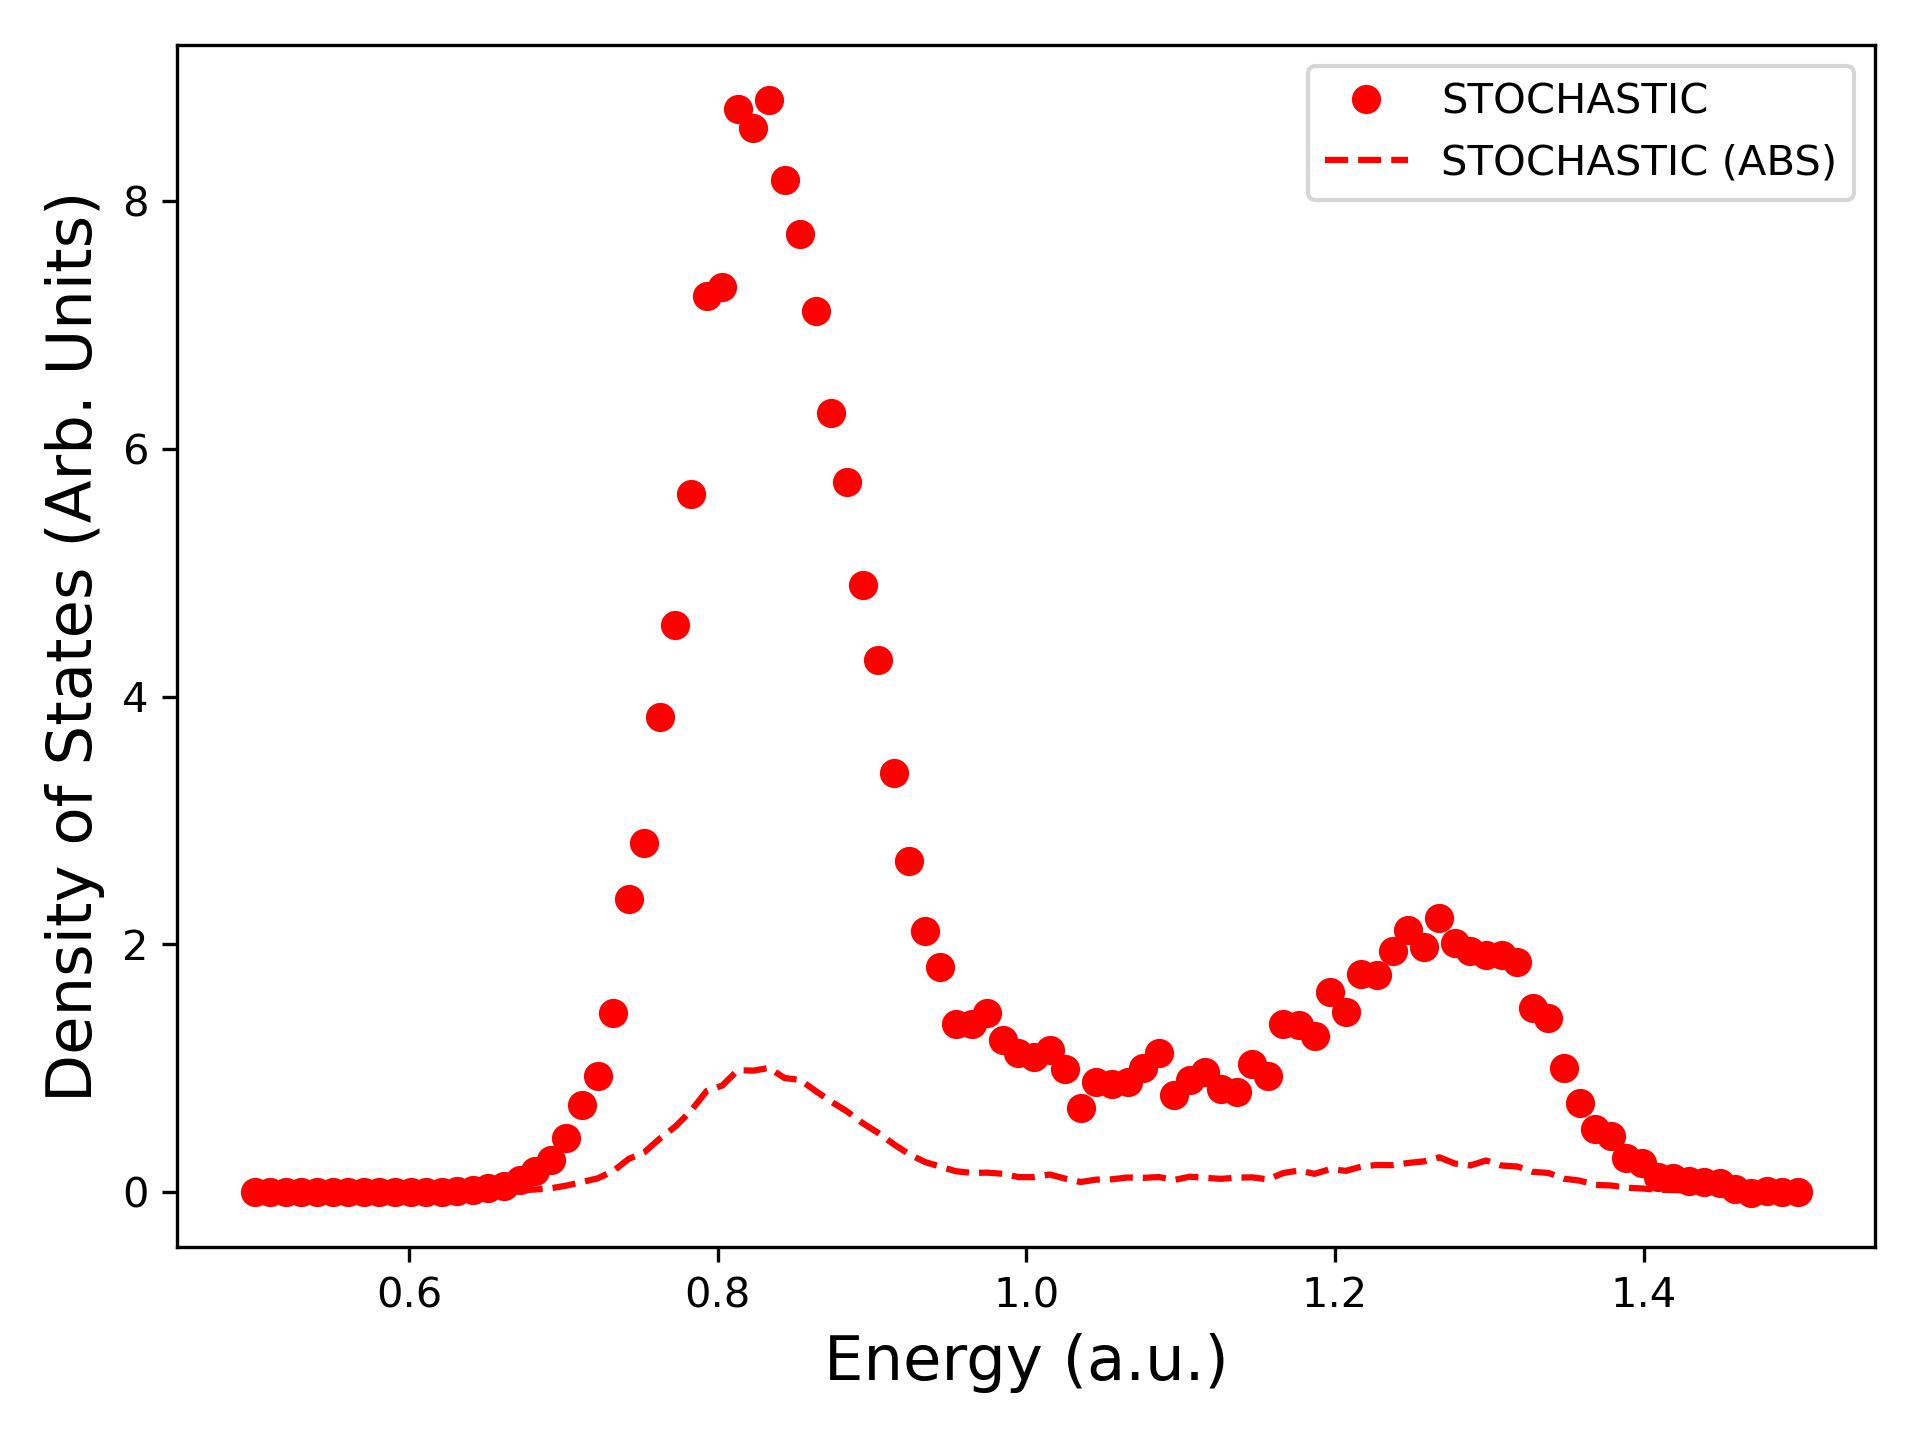 STOCHASTIC
STOCHASTIC (ABS)
Density of States (Arb. Units)
8
6
4
2
0
0.6 0.8 1.0 1.2 1.4
Energy (a.u.)